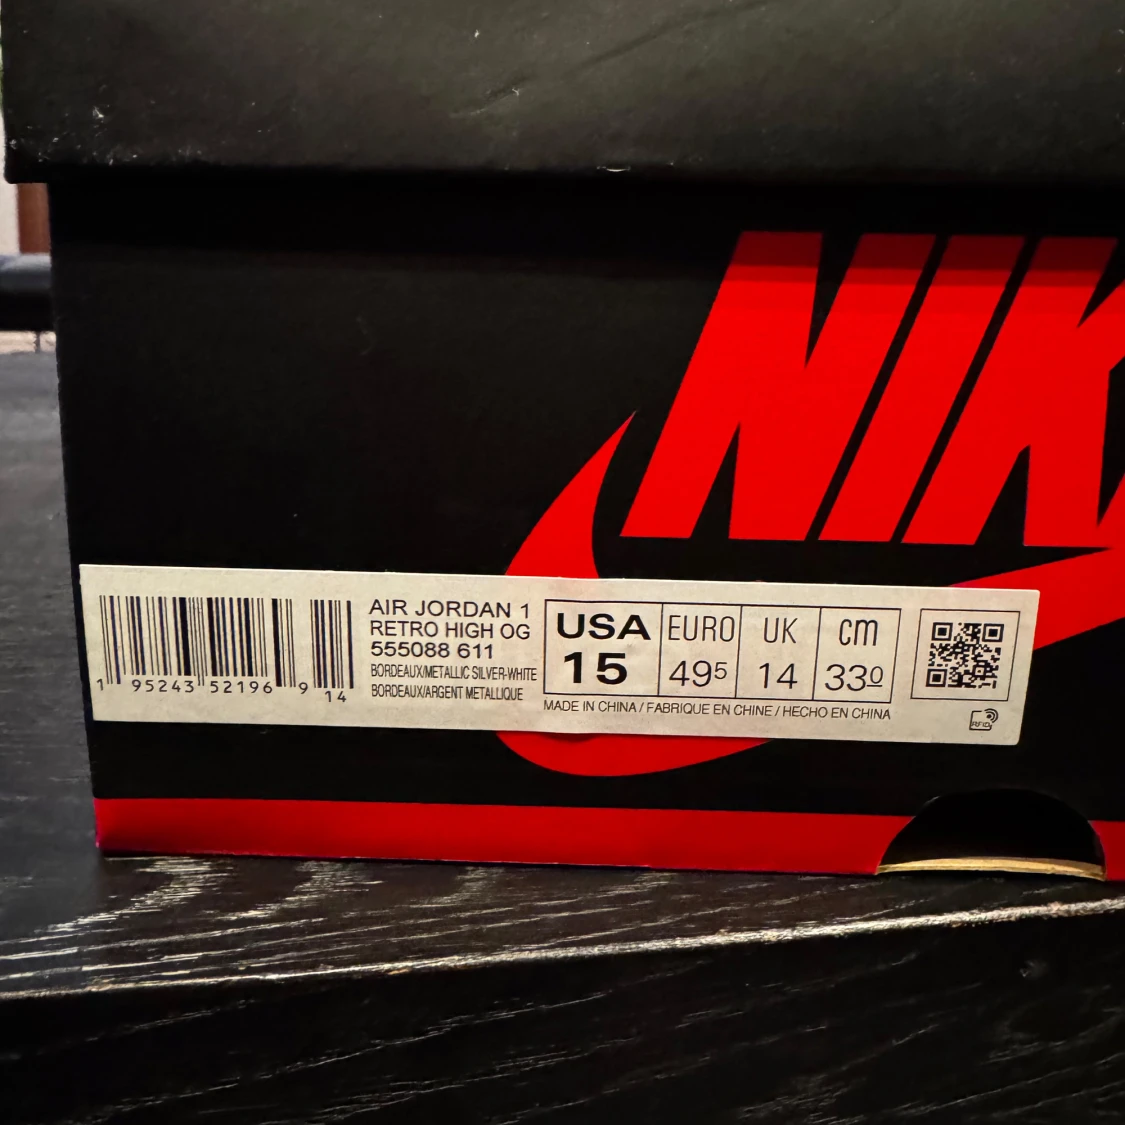 NIK
AIR JORDAN 1
RETRO HIGH OG
555088 611
BORDEAUX/METALLIC SILVER-WHITE
BORDEAUX/ARGENT METALLIQUE
1 95243 52196 9
14
USA EURO UK cm
15 495 14 330
MADE IN CHINA / FABRIQUE EN CHINE / HECHO EN CHINA
RFID